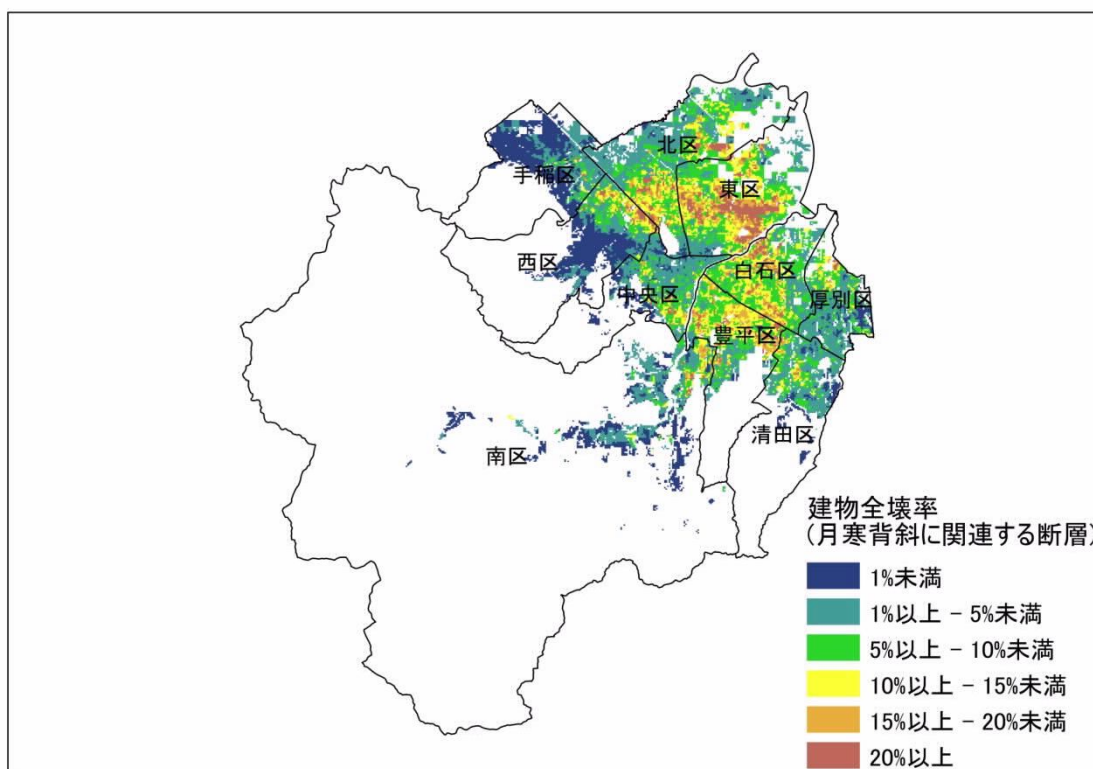 北区
手稲区
東区
西区
白石区
中央区
厚別区
豊平区
清田区
南区
建物全壊率
(月寒背斜に関連する断層)
1%未満
1%以上 - 5%未満
5%以上 - 10%未満
10%以上 - 15%未満
15%以上 - 20%未満
20%以上